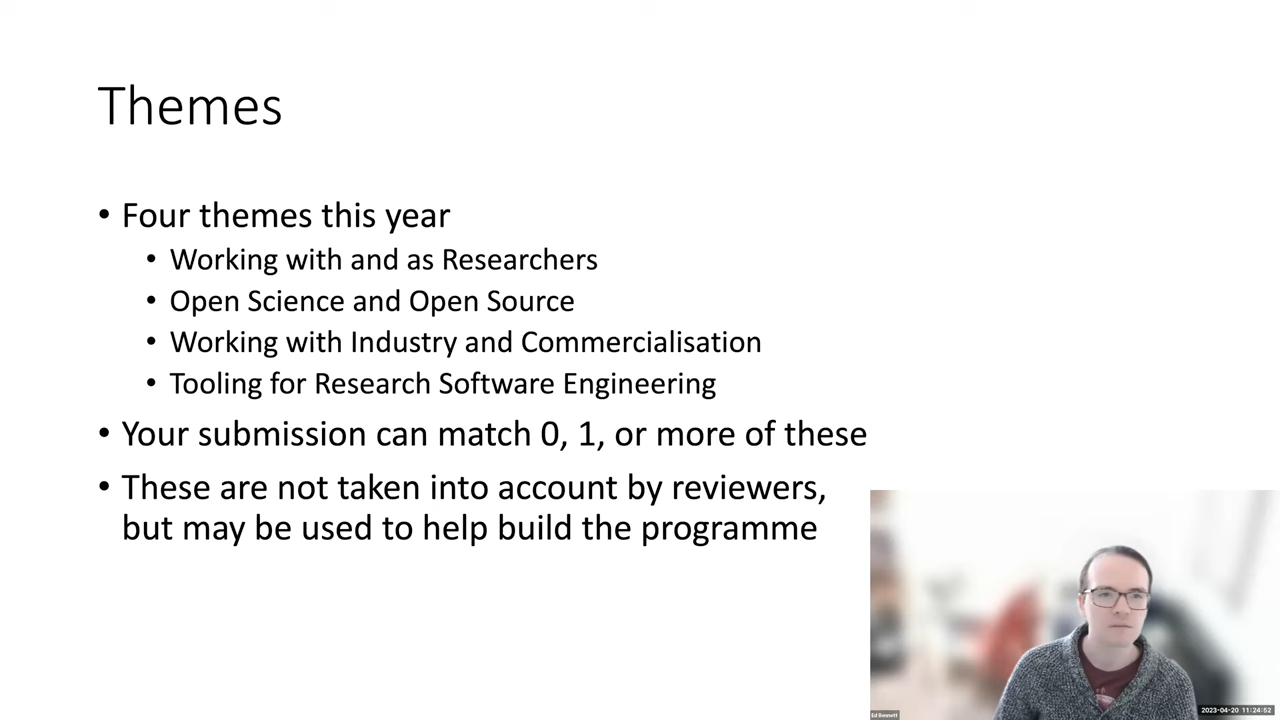 Themes
• Four themes this year
• Working with and as Researchers
• Open Science and Open Source
• Working with Industry and Commercialisation
• Tooling for Research Software Engineering
• Your submission can match 0, 1, or more of these
• These are not taken into account by reviewers,
but may be used to help build the programme
Ed Bennett
2023-04-20 11:24:52